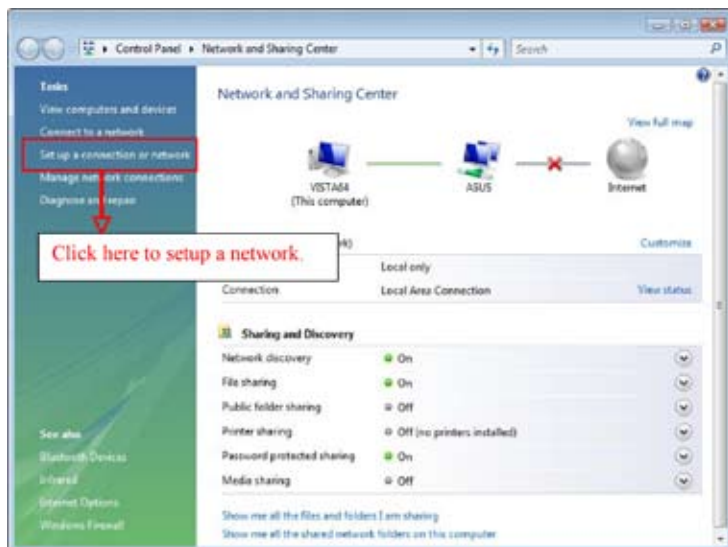 Control Panel ▸ Network and Sharing Center
Search
Tasks
View computers and devices
Connect to a network
Set up a connection or network
Manage network connections
Diagnose and repair
Click here to setup a network.
Network and Sharing Center
View full map
VISTA64
(This computer)
ASUS
Internet
Customize
Local only
Connection
Local Area Connection
View status
Sharing and Discovery
Network discovery
On
File sharing
On
Public folder sharing
Off
Printer sharing
Off (no printers installed)
Password protected sharing
On
Media sharing
Off
Show me all the files and folders I am sharing
Show me all the shared network folders on this computer
See also
Bluetooth Devices
Infrared
Internet Options
Windows Firewall